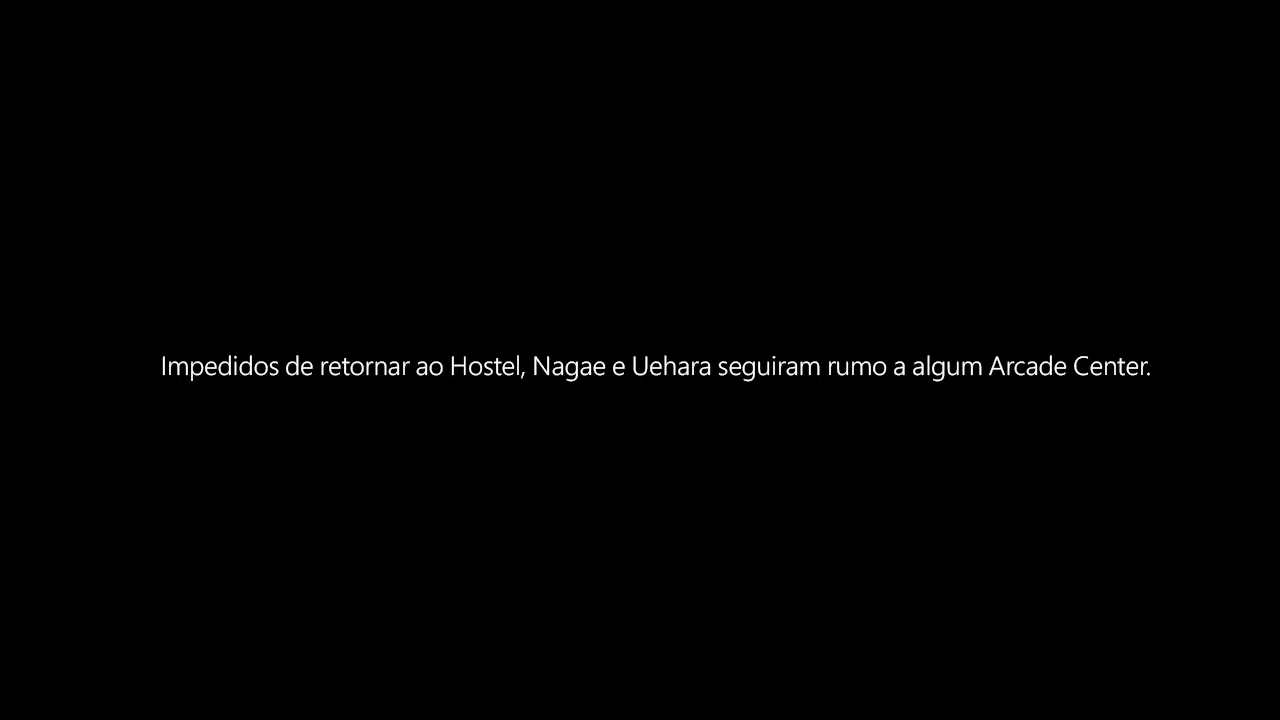 Impedidos de retornar ao Hostel, Nagae e Uehara seguiram rumo a algum Arcade Center.